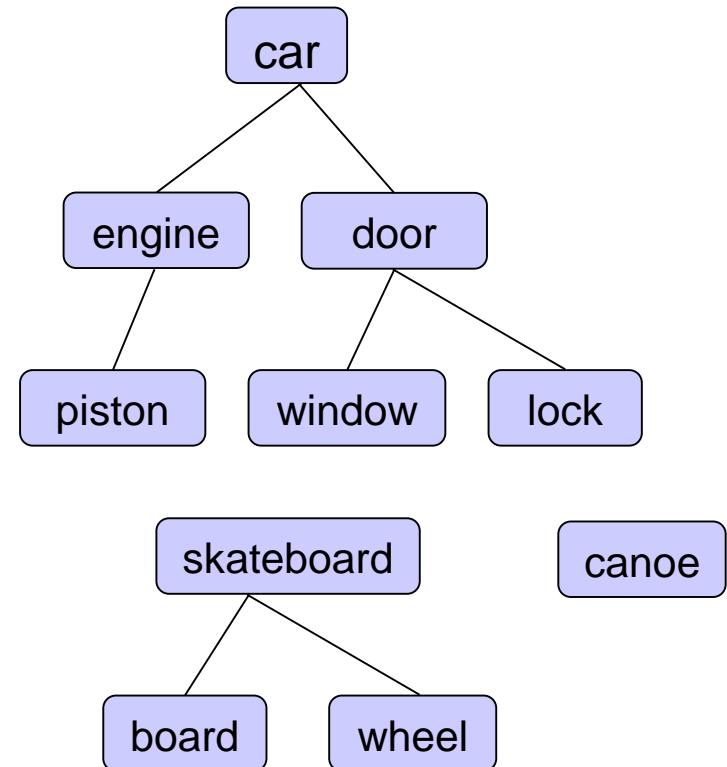 car
engine door
piston window lock
skateboard canoe
board wheel